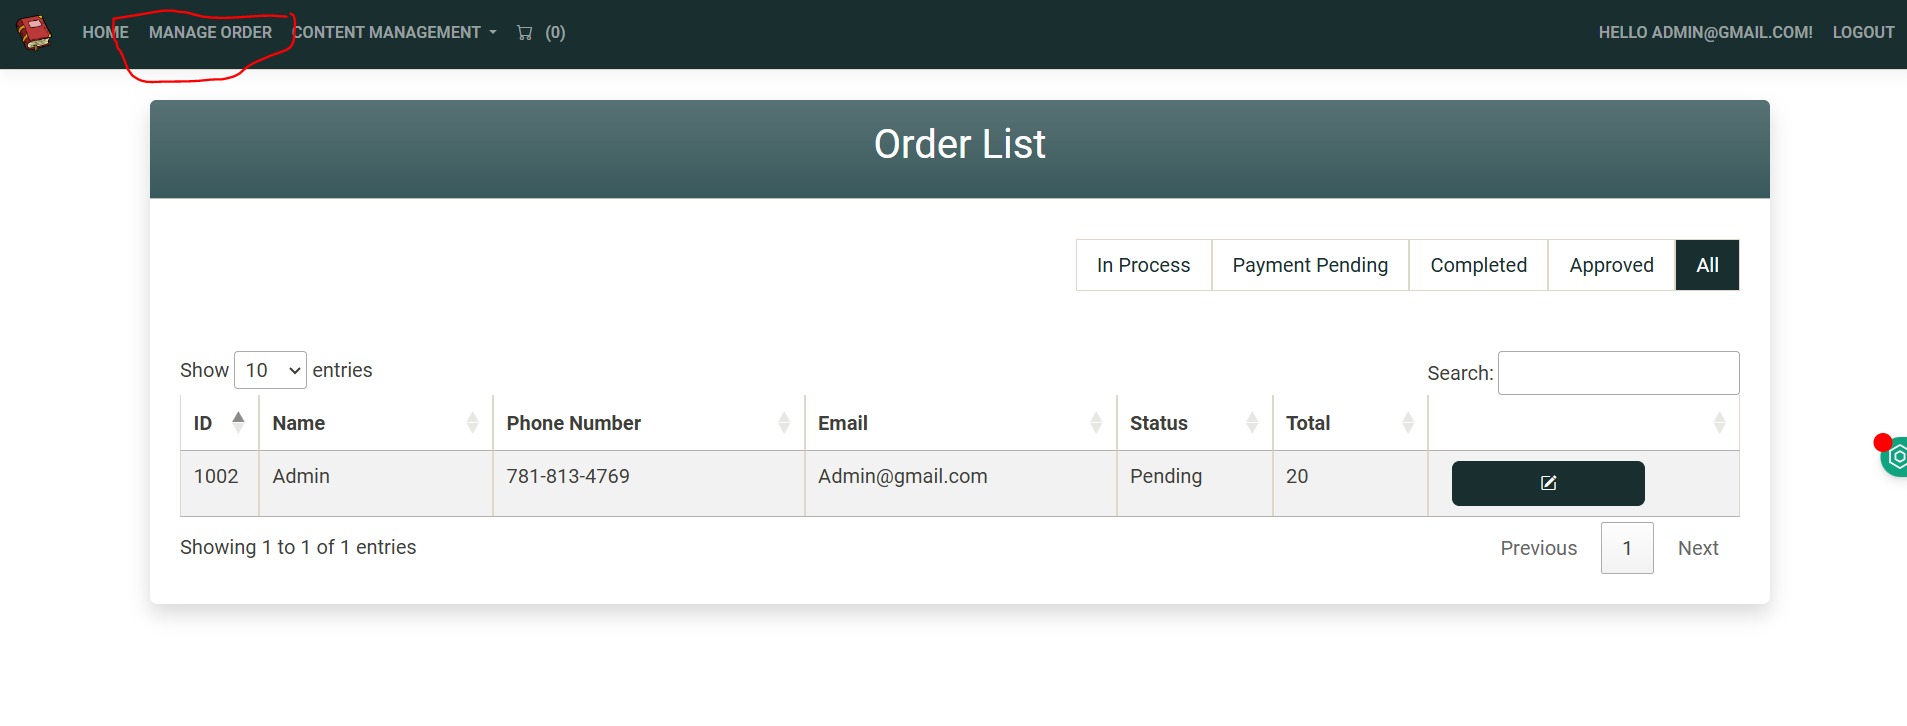 HOME MANAGE ORDER CONTENT MANAGEMENT (0) HELLO ADMIN@GMAIL.COM! LOGOUT
Order List
In Process Payment Pending Completed Approved All
Show 10 entries Search:
ID Name Phone Number Email Status Total
1002 Admin 781-813-4769 Admin@gmail.com Pending 20
Showing 1 to 1 of 1 entries Previous 1 Next